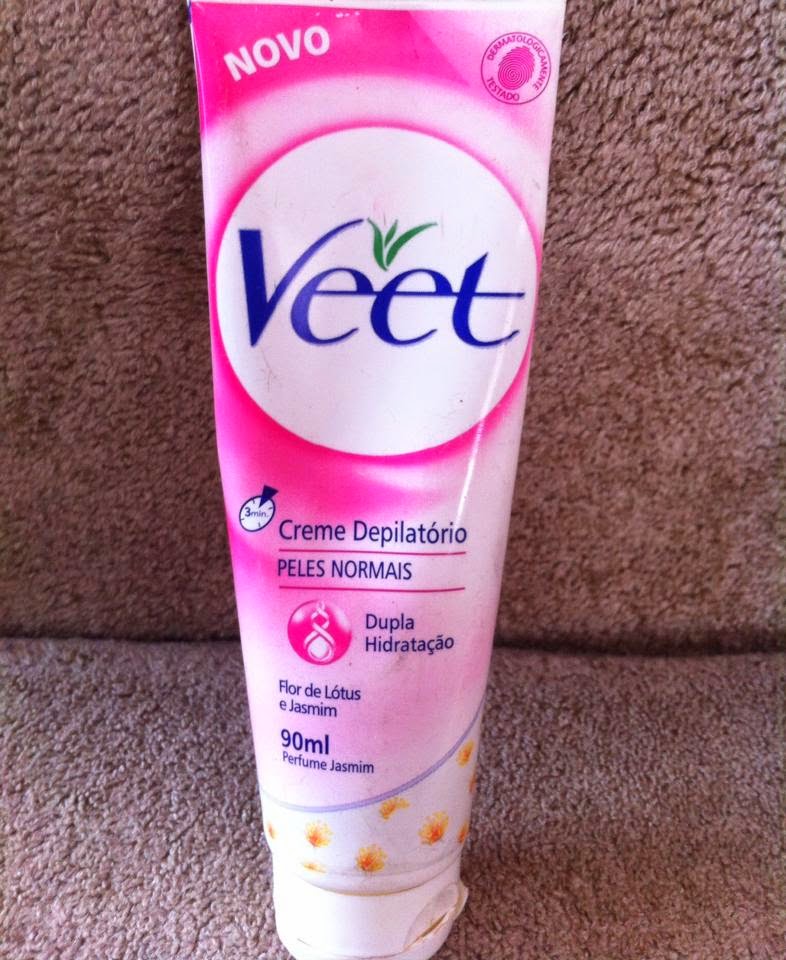 NOVO
DERMATOLOGICAMENTE
TESTADO
Veet
3min.
Creme Depilatório
PELES NORMAIS
Dupla
Hidratação
Flor de Lótus
e Jasmim
90ml
Perfume Jasmim